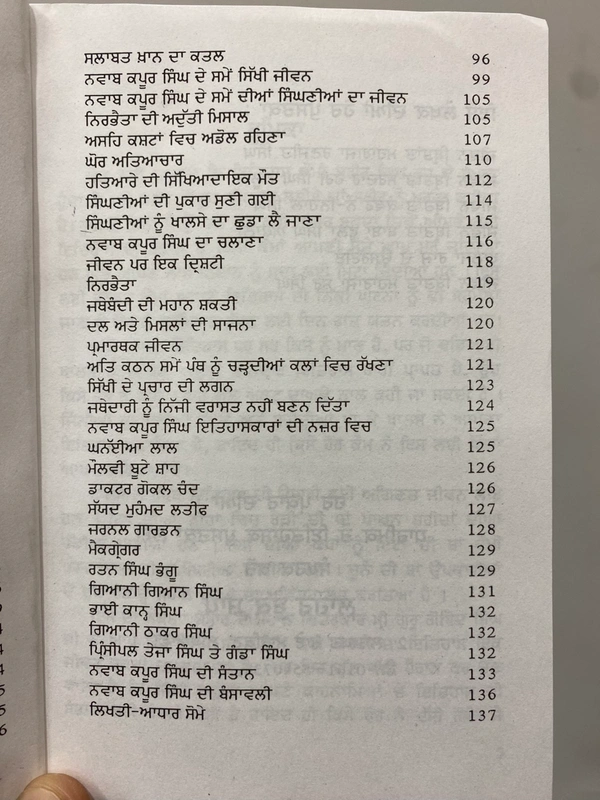 ਸਲਾਬਤ ਖ਼ਾਨ ਦਾ ਕਤਲ 96
ਨਵਾਬ ਕਪੂਰ ਸਿੰਘ ਦੇ ਸਮੇਂ ਸਿੱਖੀ ਜੀਵਨ 99
ਨਵਾਬ ਕਪੂਰ ਸਿੰਘ ਦੇ ਸਮੇਂ ਦੀਆਂ ਸਿੰਘਣੀਆਂ ਦਾ ਜੀਵਨ 105
ਨਿਰਭੈਤਾ ਦੀ ਅਦੁੱਤੀ ਮਿਸਾਲ 105
ਅਸਹਿ ਕਸ਼ਟਾਂ ਵਿਚ ਅਡੋਲ ਰਹਿਣਾ 107
ਘੋਰ ਅਤਿਆਚਾਰ 110
ਹਤਿਆਰੇ ਦੀ ਸਿੱਖਿਆਦਾਇਕ ਮੌਤ 112
ਸਿੰਘਣੀਆਂ ਦੀ ਪੁਕਾਰ ਸੁਣੀ ਗਈ 114
ਸਿੰਘਣੀਆਂ ਨੂੰ ਖਾਲਸੇ ਦਾ ਛੁਡਾ ਲੈ ਜਾਣਾ 115
ਨਵਾਬ ਕਪੂਰ ਸਿੰਘ ਦਾ ਚਲਾਣਾ 116
ਜੀਵਨ ਪਰ ਇਕ ਦ੍ਰਿਸ਼ਟੀ 118
ਨਿਰਭੈਤਾ 119
ਜਥੇਬੰਦੀ ਦੀ ਮਹਾਨ ਸ਼ਕਤੀ 120
ਦਲ ਅਤੇ ਮਿਸਲਾਂ ਦੀ ਸਾਜਨਾ 120
ਪ੍ਰਮਾਰਥਕ ਜੀਵਨ 121
ਅਤਿ ਕਠਨ ਸਮੇਂ ਪੰਥ ਨੂੰ ਚੜ੍ਹਦੀਆਂ ਕਲਾਂ ਵਿਚ ਰੱਖਣਾ 121
ਸਿੱਖੀ ਦੇ ਪ੍ਰਚਾਰ ਦੀ ਲਗਨ 123
ਜਥੇਦਾਰੀ ਨੂੰ ਨਿੱਜੀ ਵਰਾਸਤ ਨਹੀਂ ਬਣਨ ਦਿੱਤਾ 124
ਨਵਾਬ ਕਪੂਰ ਸਿੰਘ ਇਤਿਹਾਸਕਾਰਾਂ ਦੀ ਨਜ਼ਰ ਵਿਚ 125
ਘਨਈਆ ਲਾਲ 125
ਮੌਲਵੀ ਬੂਟੇ ਸ਼ਾਹ 126
ਡਾਕਟਰ ਗੋਕਲ ਚੰਦ 126
ਸੱਯਦ ਮੁਹੰਮਦ ਲਤੀਫ 127
ਜਰਨਲ ਗਾਰਡਨ 128
ਮੈਕਗ੍ਰੇਗਰ 129
ਰਤਨ ਸਿੰਘ ਭੰਗੂ 129
ਗਿਆਨੀ ਗਿਆਨ ਸਿੰਘ 131
ਭਾਈ ਕਾਨ੍ਹ ਸਿੰਘ 132
ਗਿਆਨੀ ਠਾਕਰ ਸਿੰਘ 132
ਪ੍ਰਿੰਸੀਪਲ ਤੇਜਾ ਸਿੰਘ ਤੇ ਗੰਡਾ ਸਿੰਘ 132
ਨਵਾਬ ਕਪੂਰ ਸਿੰਘ ਦੀ ਸੰਤਾਨ 133
ਨਵਾਬ ਕਪੂਰ ਸਿੰਘ ਦੀ ਬੰਸਾਵਲੀ 136
ਲਿਖਤੀ-ਆਧਾਰ ਸੋਮੇ 137